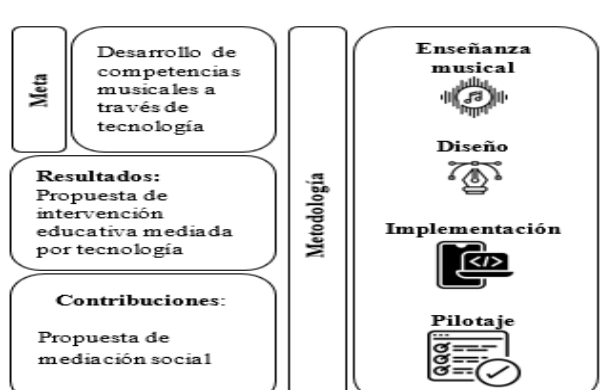 Meta
Desarrollo de
competencias
musicales a
través de
tecnología
Resultados:
Propuesta de
intervención
educativa mediada
por tecnología
Contribuciones:
Propuesta de
mediación social
Metodología
Enseñanza
musical
Diseño
Implementación
</>
Pilotaje